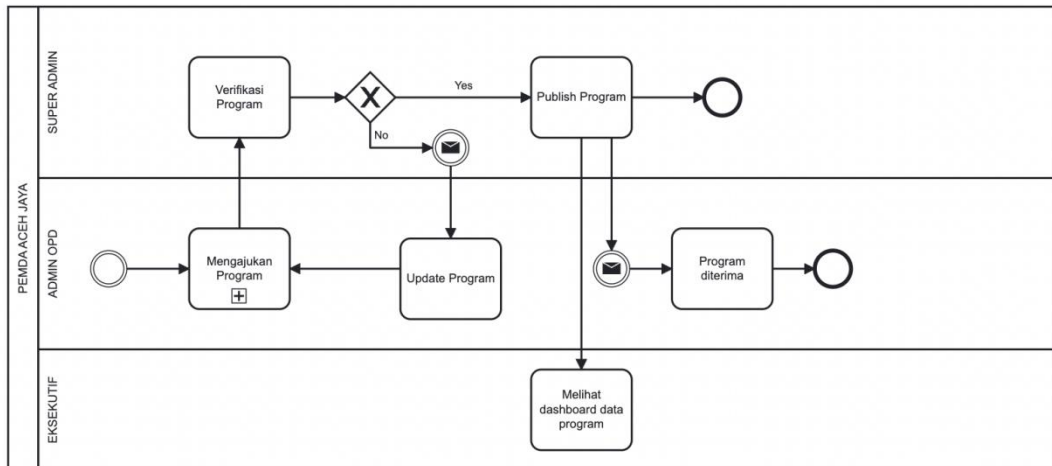 PEMDA ACEH JAYA
SUPER ADMIN
Verifikasi
Program
Yes
No
Publish Program
ADMIN OPD
Mengajukan
Program
Update Program
Program
diterima
EKSEKUTIF
Melihat
dashboard data
program